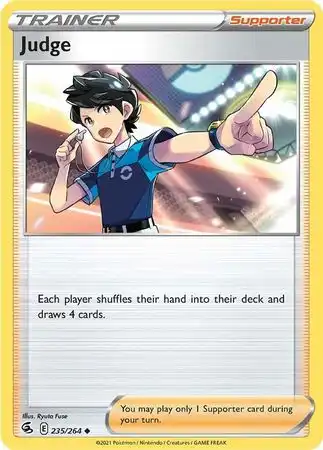 TRAINER Supporter
Judge
Each player shuffles their hand into their deck and
draws 4 cards.
Illus. Ryuta Fuse
E 235/264
You may play only 1 Supporter card during
your turn.
©2021 Pokémon / Nintendo / Creatures / GAME FREAK